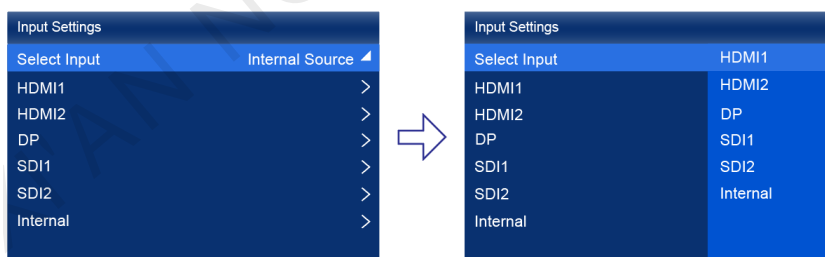 Input Settings
Select Input Internal Source
HDMI1 >
HDMI2 >
DP >
SDI1 >
SDI2 >
Internal >
Input Settings
Select Input HDMI1
HDMI1 HDMI2
HDMI2 DP
DP SDI1
SDI1 SDI2
SDI2 Internal
Internal